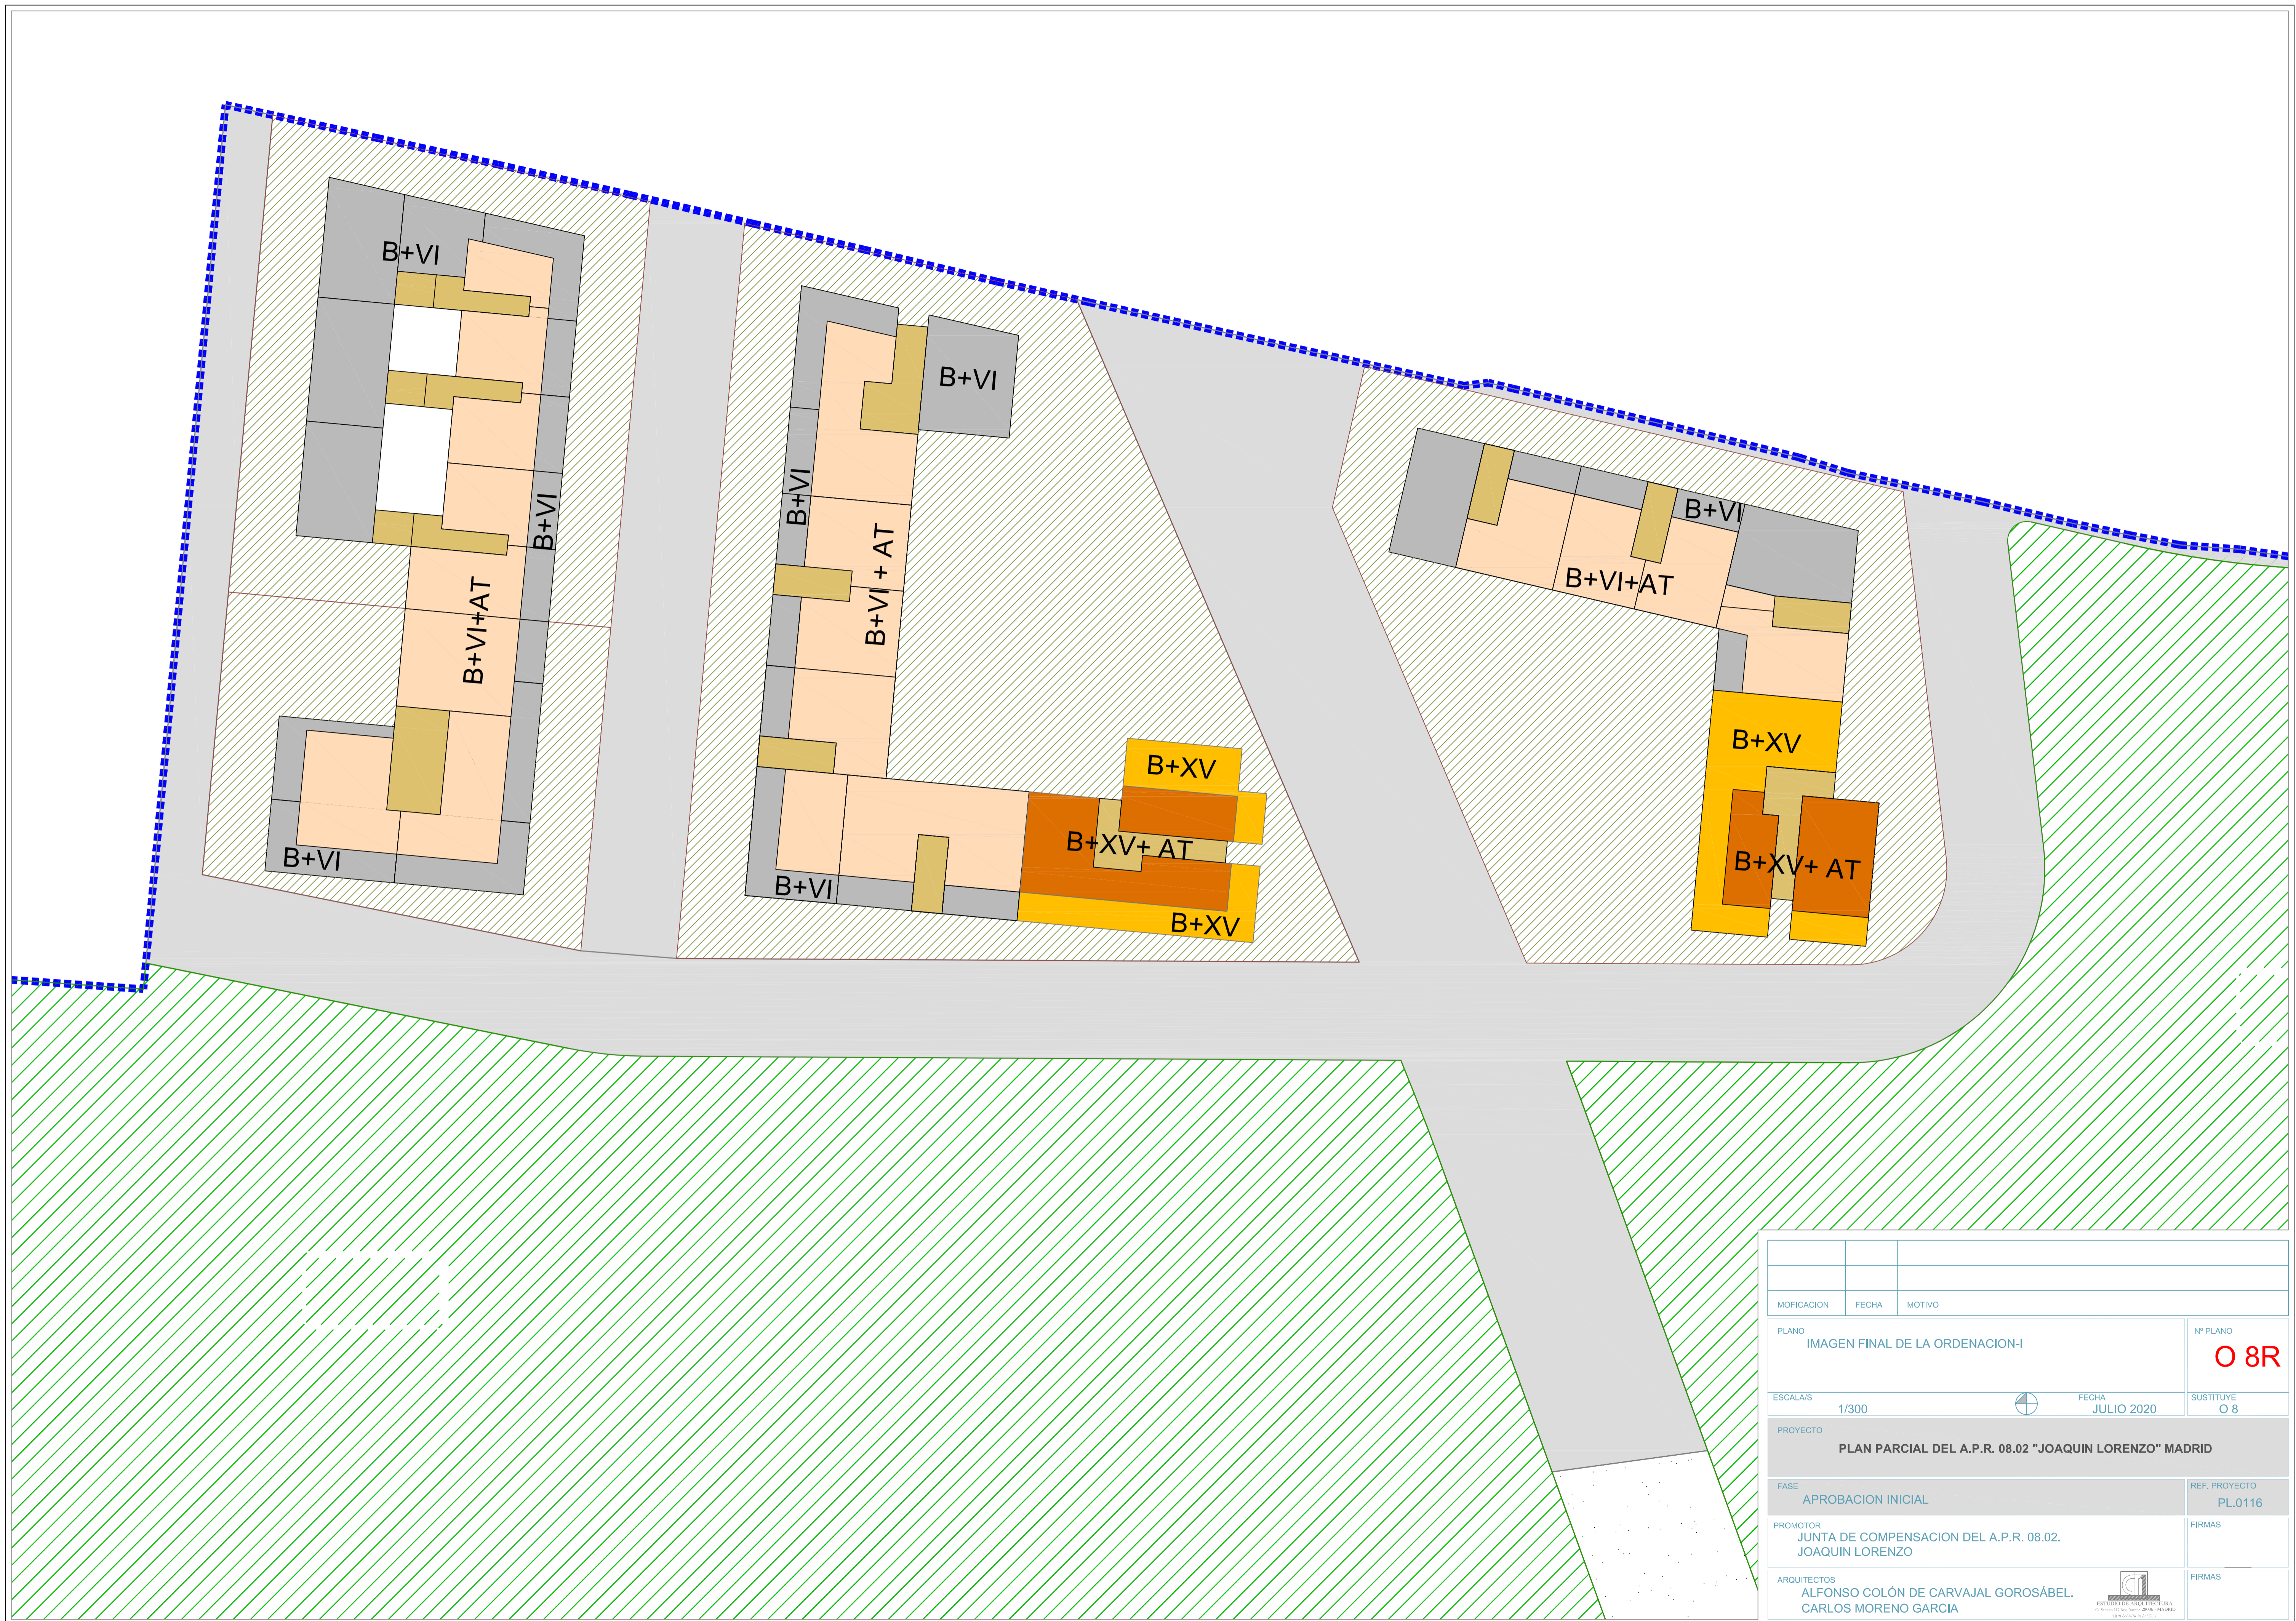 B+VI
B+VI
B+VI+AT
B+VI
B+VI
B+VI
B+VI + AT
B+VI
B+XV
B+XV+ AT
B+XV
B+VI
B+VI+AT
B+XV
B+XV+ AT
MOFICACION FECHA MOTIVO
PLANO
IMAGEN FINAL DE LA ORDENACION-I
Nº PLANO
O 8R
ESCALA/S
1/300
FECHA
JULIO 2020
SUSTITUYE
O 8
PROYECTO
PLAN PARCIAL DEL A.P.R. 08.02 "JOAQUIN LORENZO" MADRID
FASE
APROBACION INICIAL
REF. PROYECTO
PL.0116
PROMOTOR
JUNTA DE COMPENSACION DEL A.P.R. 08.02.
JOAQUIN LORENZO
FIRMAS
ARQUITECTOS
ALFONSO COLÓN DE CARVAJAL GOROSÁBEL.
CARLOS MORENO GARCIA
ESTUDIO DE ARQUITECTURA
FIRMAS